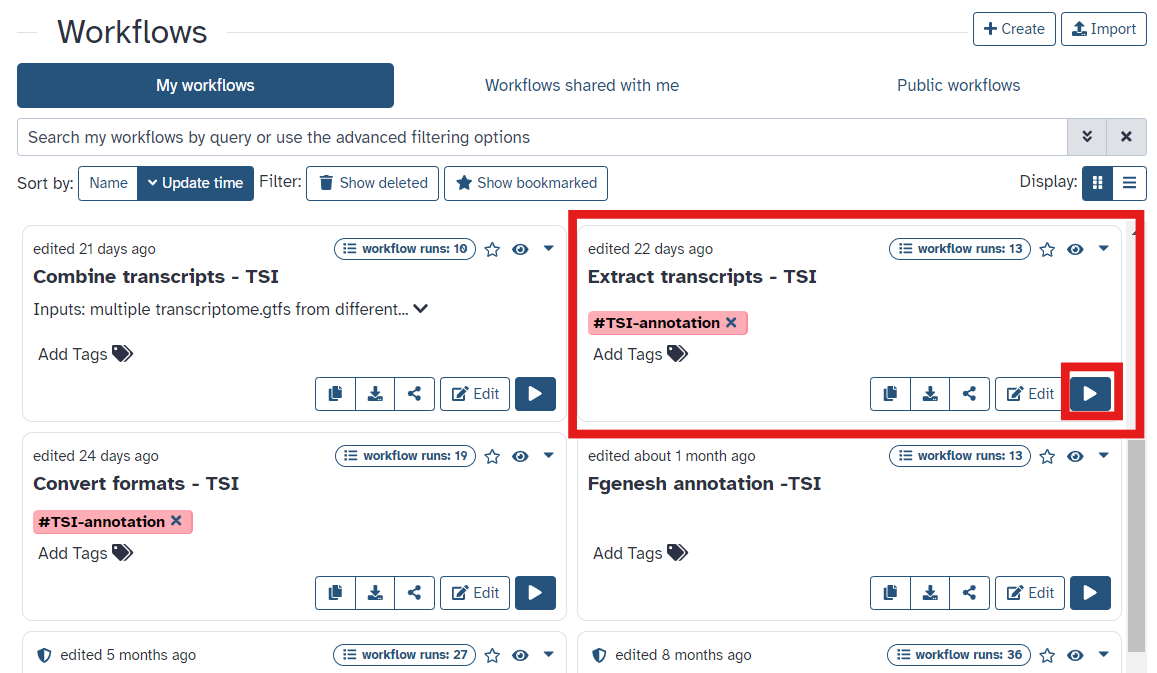 Workflows
Create
Import
My workflows
Workflows shared with me
Public workflows
Search my workflows by query or use the advanced filtering options
Sort by:
Name
Update time
Filter:
Show deleted
Show bookmarked
Display:
edited 21 days ago
workflow runs: 10
Combine transcripts - TSI
Inputs: multiple transcriptome.gtfs from different...
Add Tags
Edit
edited 22 days ago
workflow runs: 13
Extract transcripts - TSI
#TSI-annotation
Add Tags
Edit
edited 24 days ago
workflow runs: 19
Convert formats - TSI
#TSI-annotation
Add Tags
Edit
edited about 1 month ago
workflow runs: 13
Fgenesh annotation -TSI
Add Tags
Edit
edited 5 months ago
workflow runs: 27
edited 8 months ago
workflow runs: 36